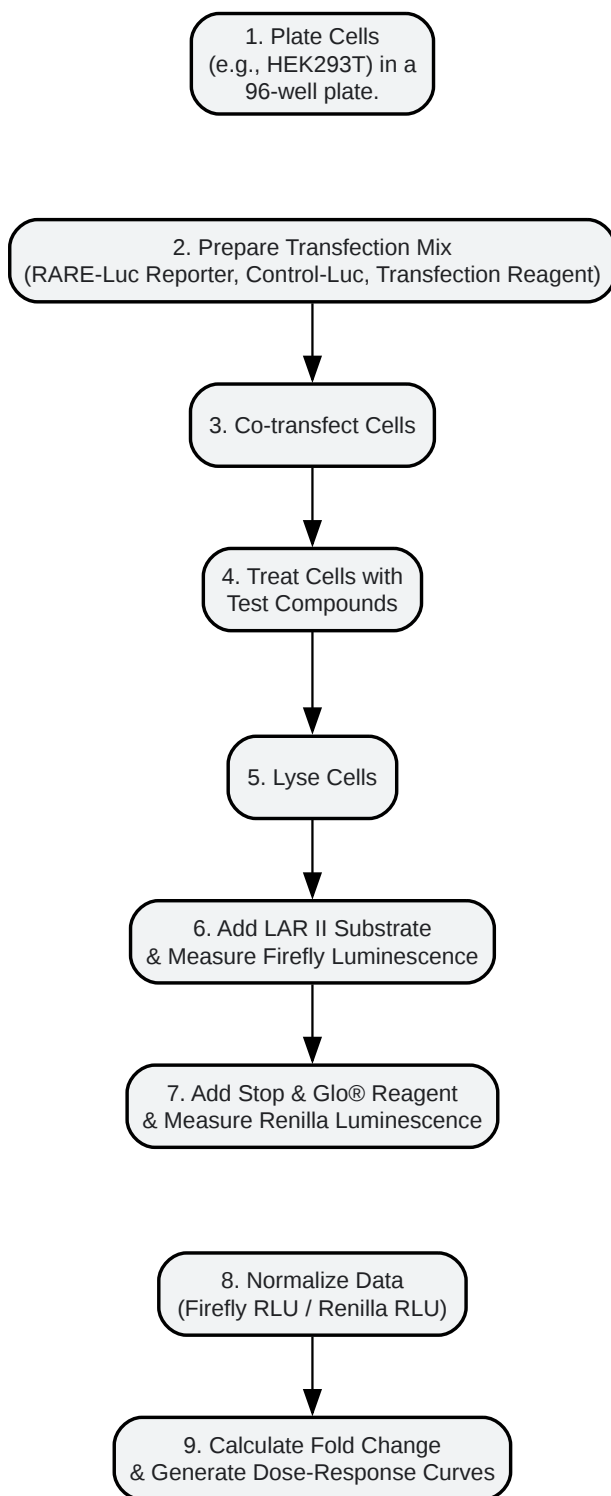 1. Plate Cells
(e.g., HEK293T) in a
96-well plate.
2. Prepare Transfection Mix
(RARE-Luc Reporter, Control-Luc, Transfection Reagent)
3. Co-transfect Cells
4. Treat Cells with
Test Compounds
5. Lyse Cells
6. Add LAR II Substrate
& Measure Firefly Luminescence
7. Add Stop & Glo® Reagent
& Measure Renilla Luminescence
8. Normalize Data
(Firefly RLU / Renilla RLU)
9. Calculate Fold Change
& Generate Dose-Response Curves